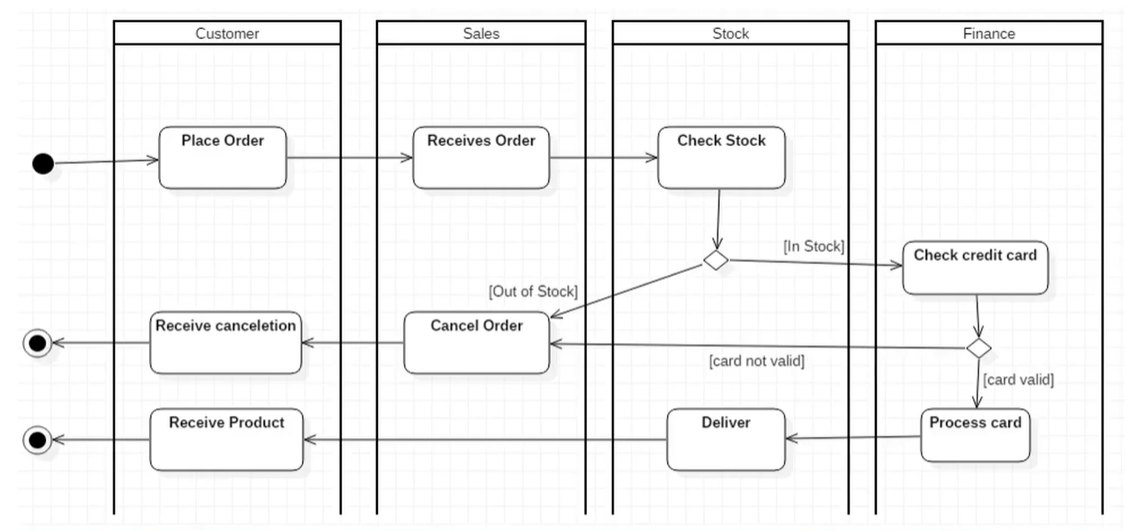 Customer
Sales
Stock
Finance
Place Order
Receives Order
Check Stock
[In Stock]
Check credit card
[Out of Stock]
Receive canceletion
Cancel Order
[card not valid]
[card valid]
Receive Product
Deliver
Process card